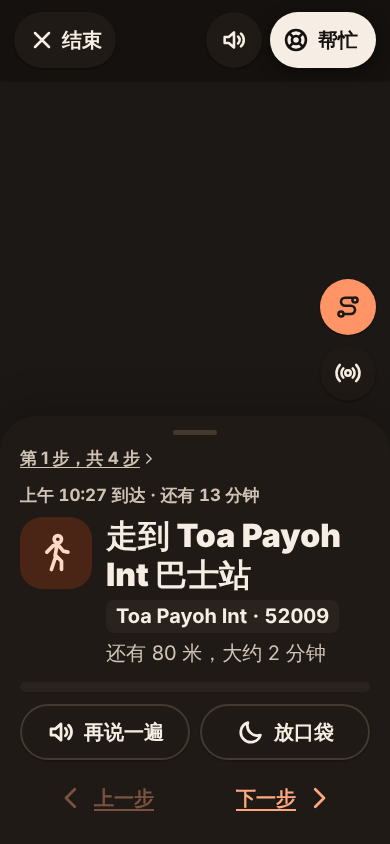 结束
帮忙
第 1 步，共 4 步
上午 10:27 到达 · 还有 13 分钟
走到 Toa Payoh
Int 巴士站
Toa Payoh Int · 52009
还有 80 米，大约 2 分钟
再说一遍
放口袋
上一步
下一步